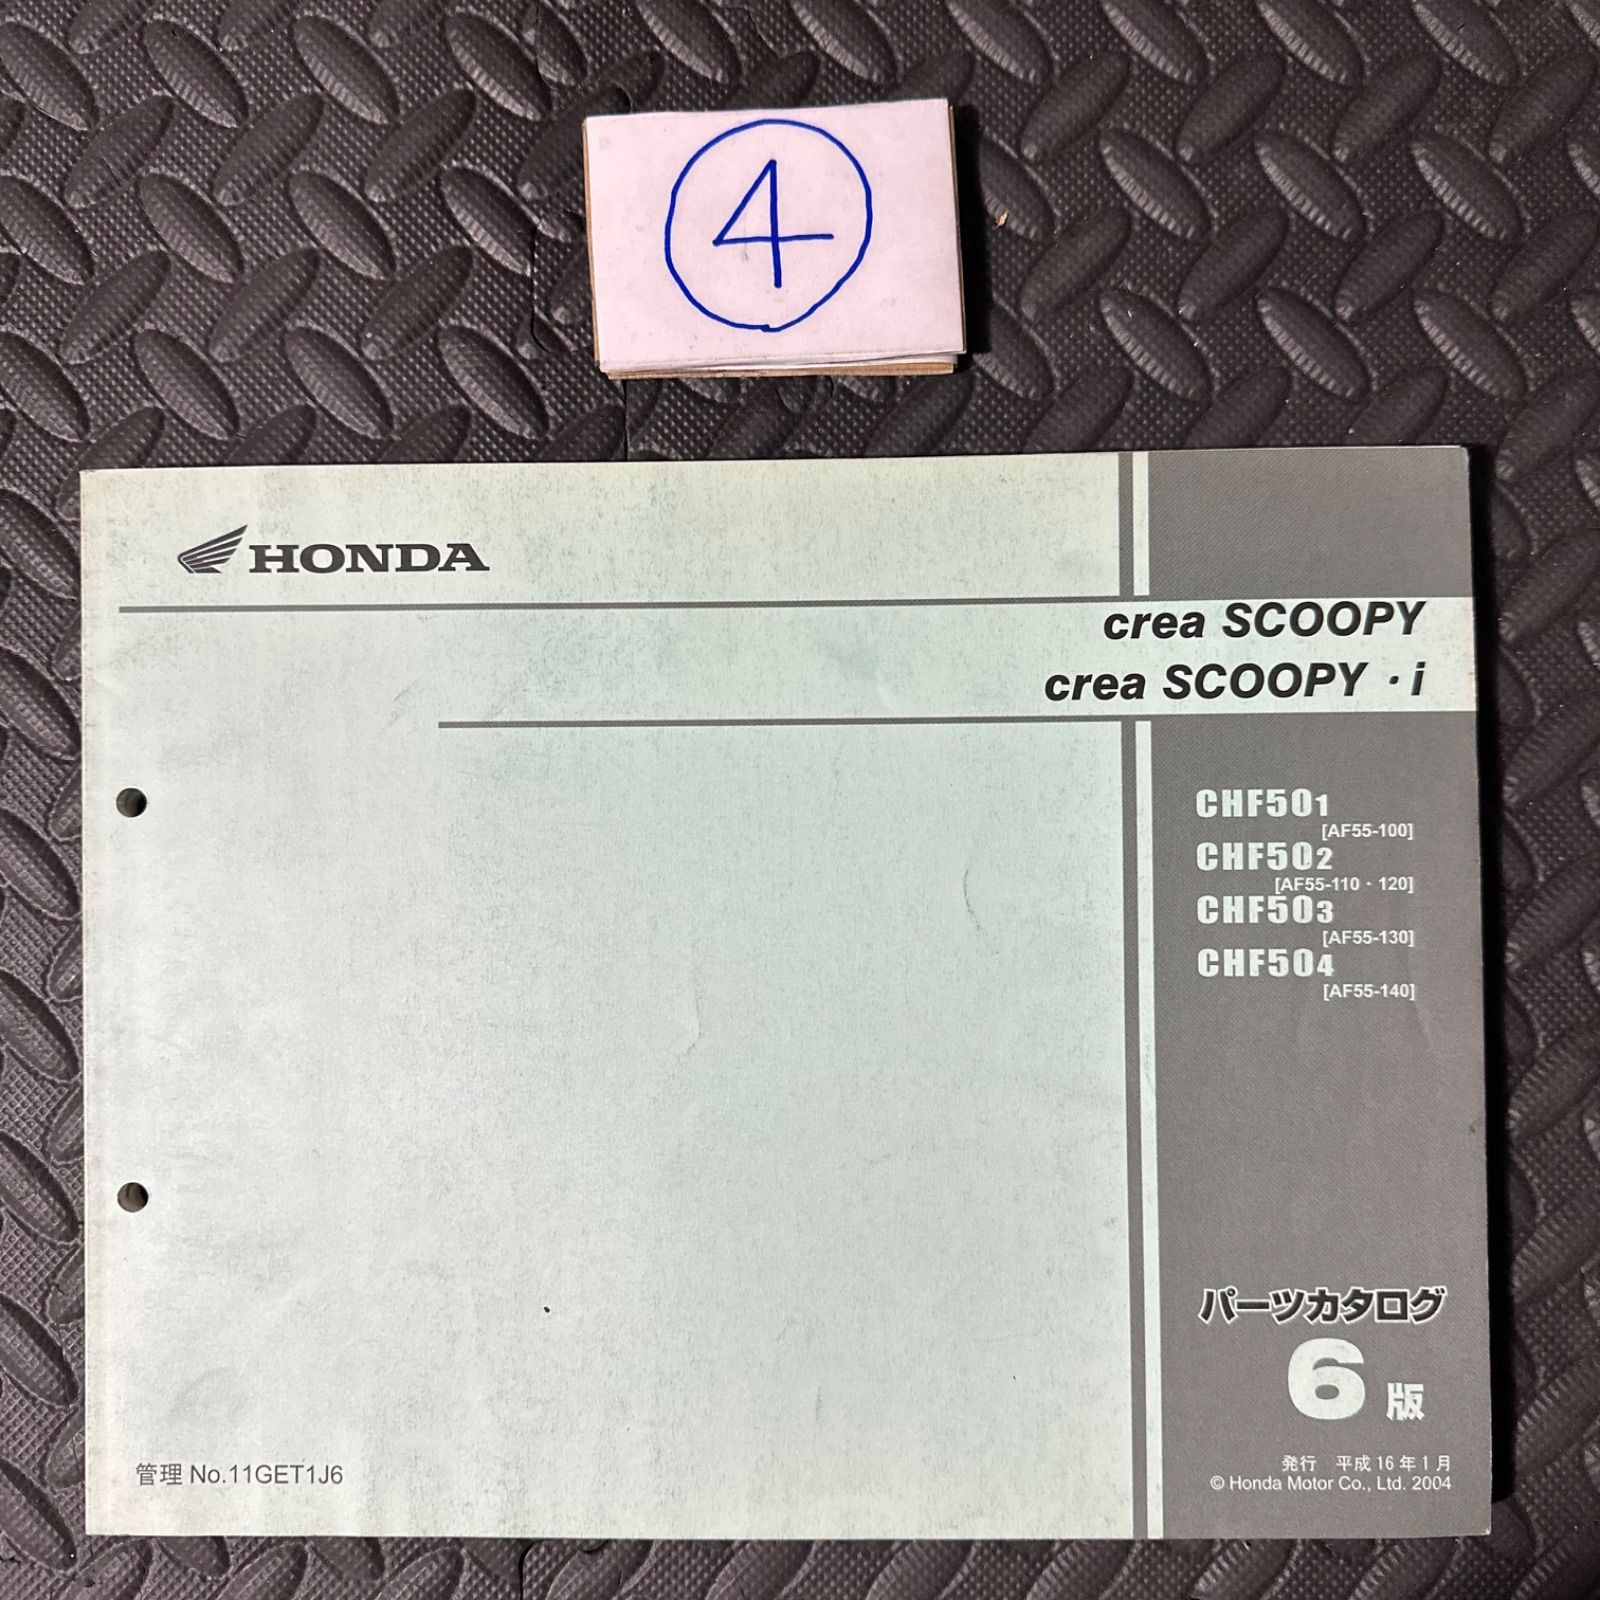 ④
HONDA
crea SCOOPY
crea SCOOPY・i
CHF501
[AF55-100]
CHF502
[AF55-110・120]
CHF503
[AF55-130]
CHF504
[AF55-140]
パーツカタログ
6版
発行 平成16年1月
© Honda Motor Co., Ltd. 2004
管理 No.11GET1J6